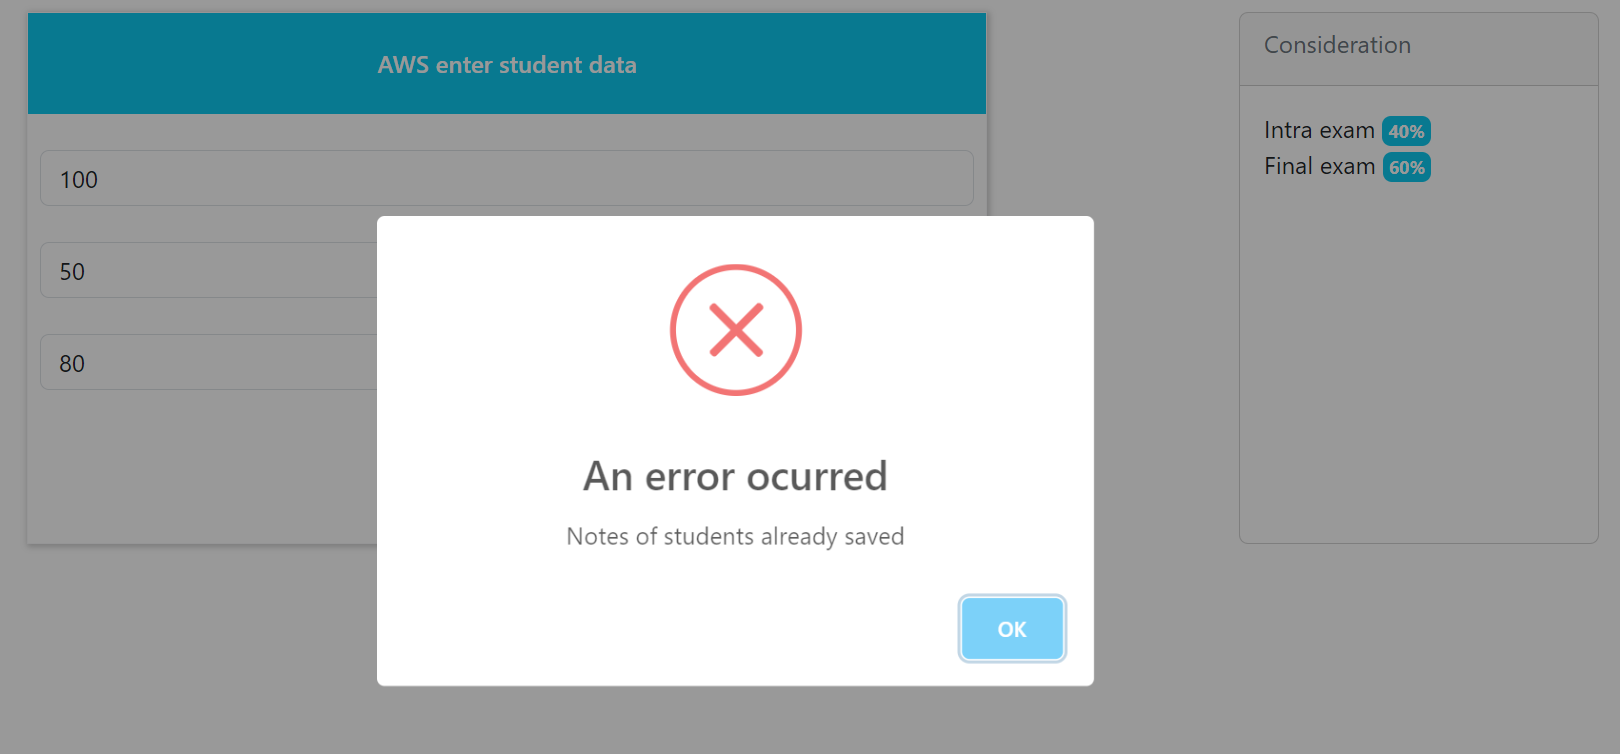 AWS enter student data
100
50
80
Consideration
Intra exam 40%
Final exam 60%
An error ocurred
Notes of students already saved
OK